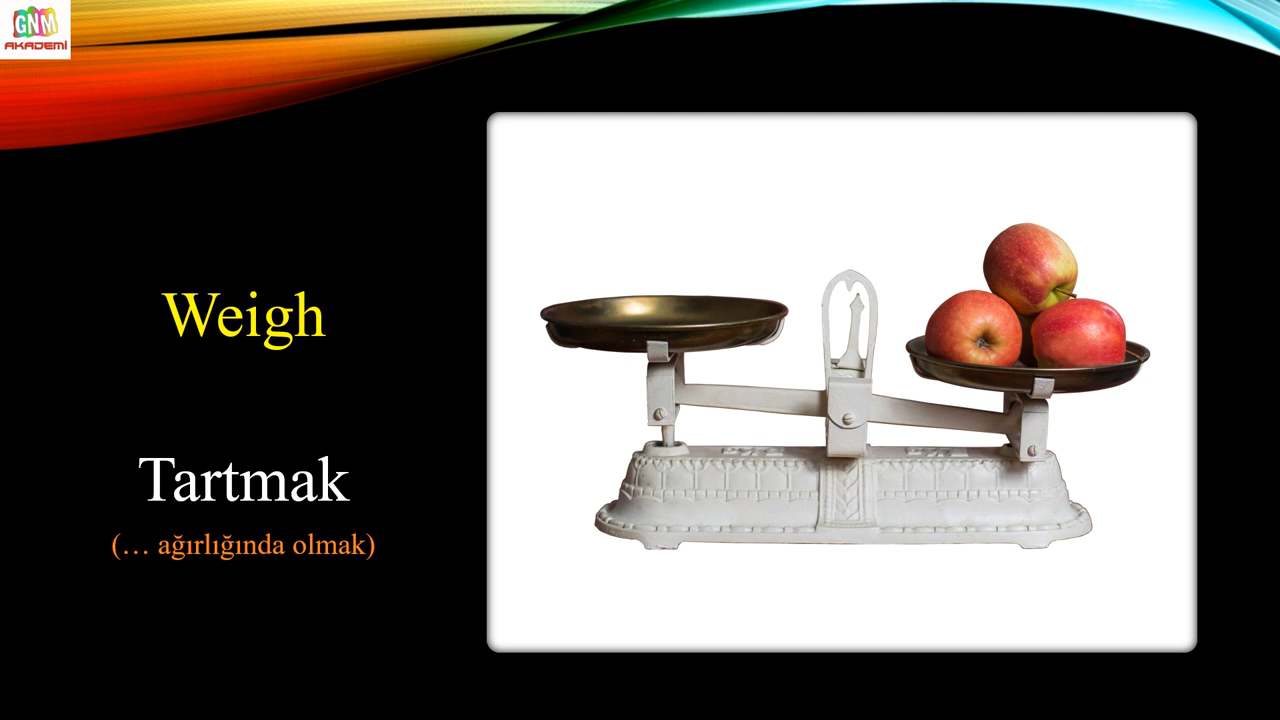 GNM
AKADEMİ
Weigh
Tartmak
(… ağırlığında olmak)